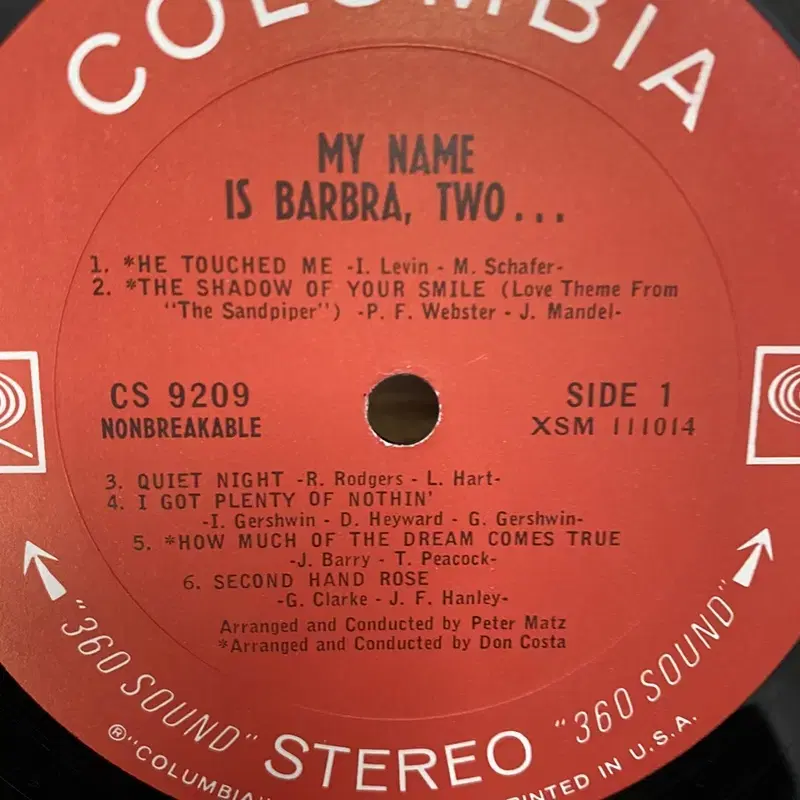 COLUMBIA
MY NAME
IS BARBRA, TWO...
1. *HE TOUCHED ME -I. Levin - M. Schafer-
2. *THE SHADOW OF YOUR SMILE (Love Theme From
"The Sandpiper") -P. F. Webster - J. Mandel-
CS 9209
NONBREAKABLE
SIDE 1
XSM 111014
3. QUIET NIGHT -R. Rodgers - L. Hart-
4. I GOT PLENTY OF NOTHIN'
-I. Gershwin - D. Heyward - G. Gershwin-
5. *HOW MUCH OF THE DREAM COMES TRUE
-J. Barry - T. Peacock-
6. SECOND HAND ROSE
-G. Clarke - J. F. Hanley-
Arranged and Conducted by Peter Matz
*Arranged and Conducted by Don Costa
"360 SOUND" STEREO "360 SOUND"
®"COLUMBIA"
PRINTED IN U.S.A.